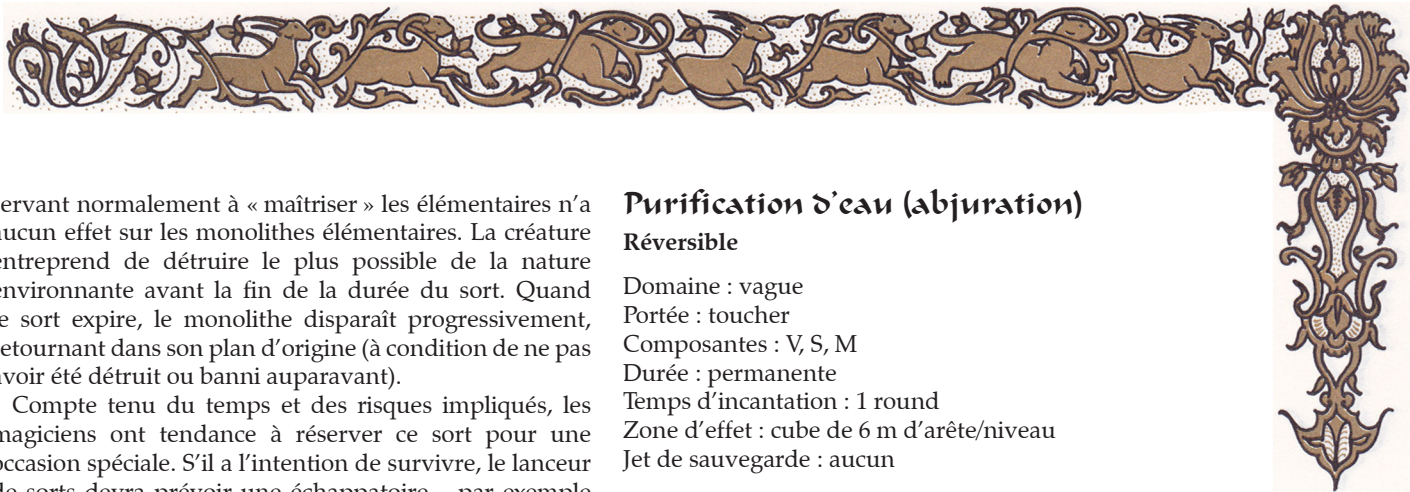 ervant normalement à « maîtriser » les élémentaires n’a
aucun effet sur les monolithes élémentaires. La créature
entreprend de détruire le plus possible de la nature
environnante avant la fin de la durée du sort. Quand
e sort expire, le monolithe disparaît progressivement,
etournant dans son plan d’origine (à condition de ne pas
avoir été détruit ou banni auparavant).
Compte tenu du temps et des risques impliqués, les
magiciens ont tendance à réserver ce sort pour une
occasion spéciale. S’il a l’intention de survivre, le lanceur
de sorts devra prévoir une échappatoire – par exemple
Purification d’eau (abjuration)
Réversible
Domaine : vague
Portée : toucher
Composantes : V, S, M
Durée : permanente
Temps d’incantation : 1 round
Zone d’effet : cube de 6 m d’arête/niveau
Jet de sauvegarde : aucun